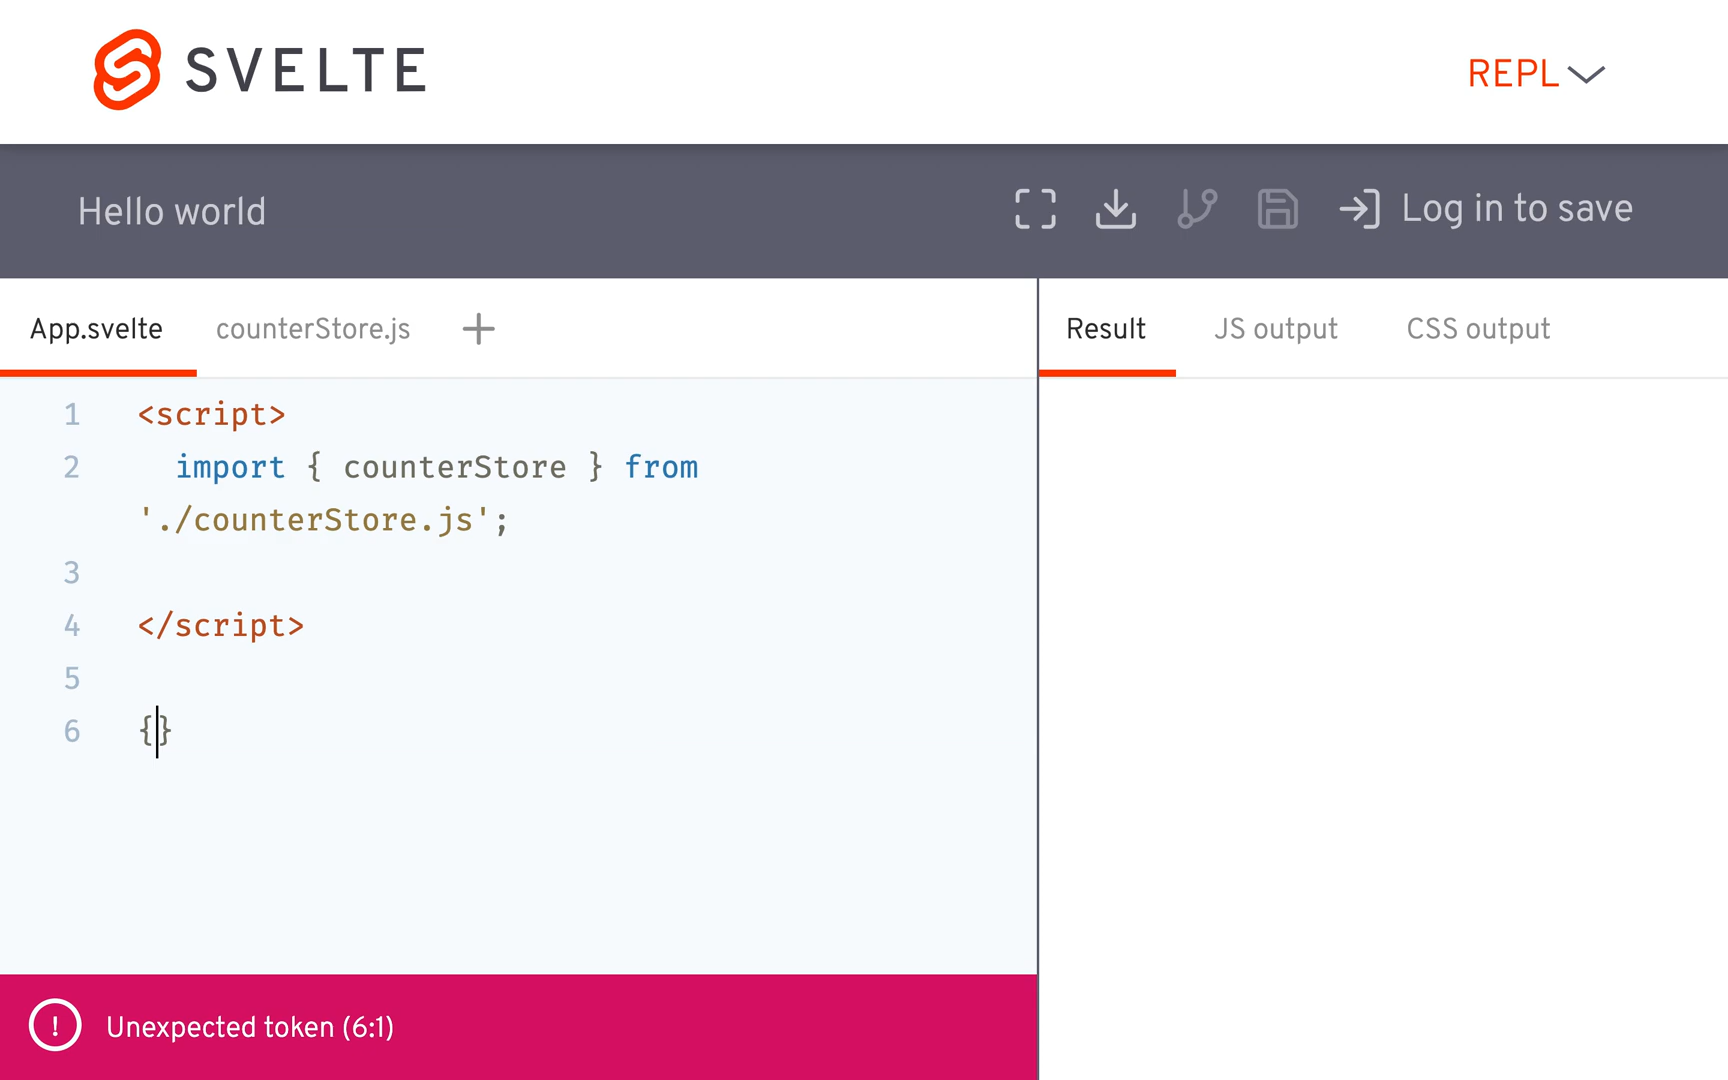 SVELTE
REPL
Hello world
Log in to save
App.svelte
counterStore.js
+
Result
JS output
CSS output
1 <script>
2 import { counterStore } from
'./counterStore.js';
3
4 </script>
5
6 {}
! Unexpected token (6:1)